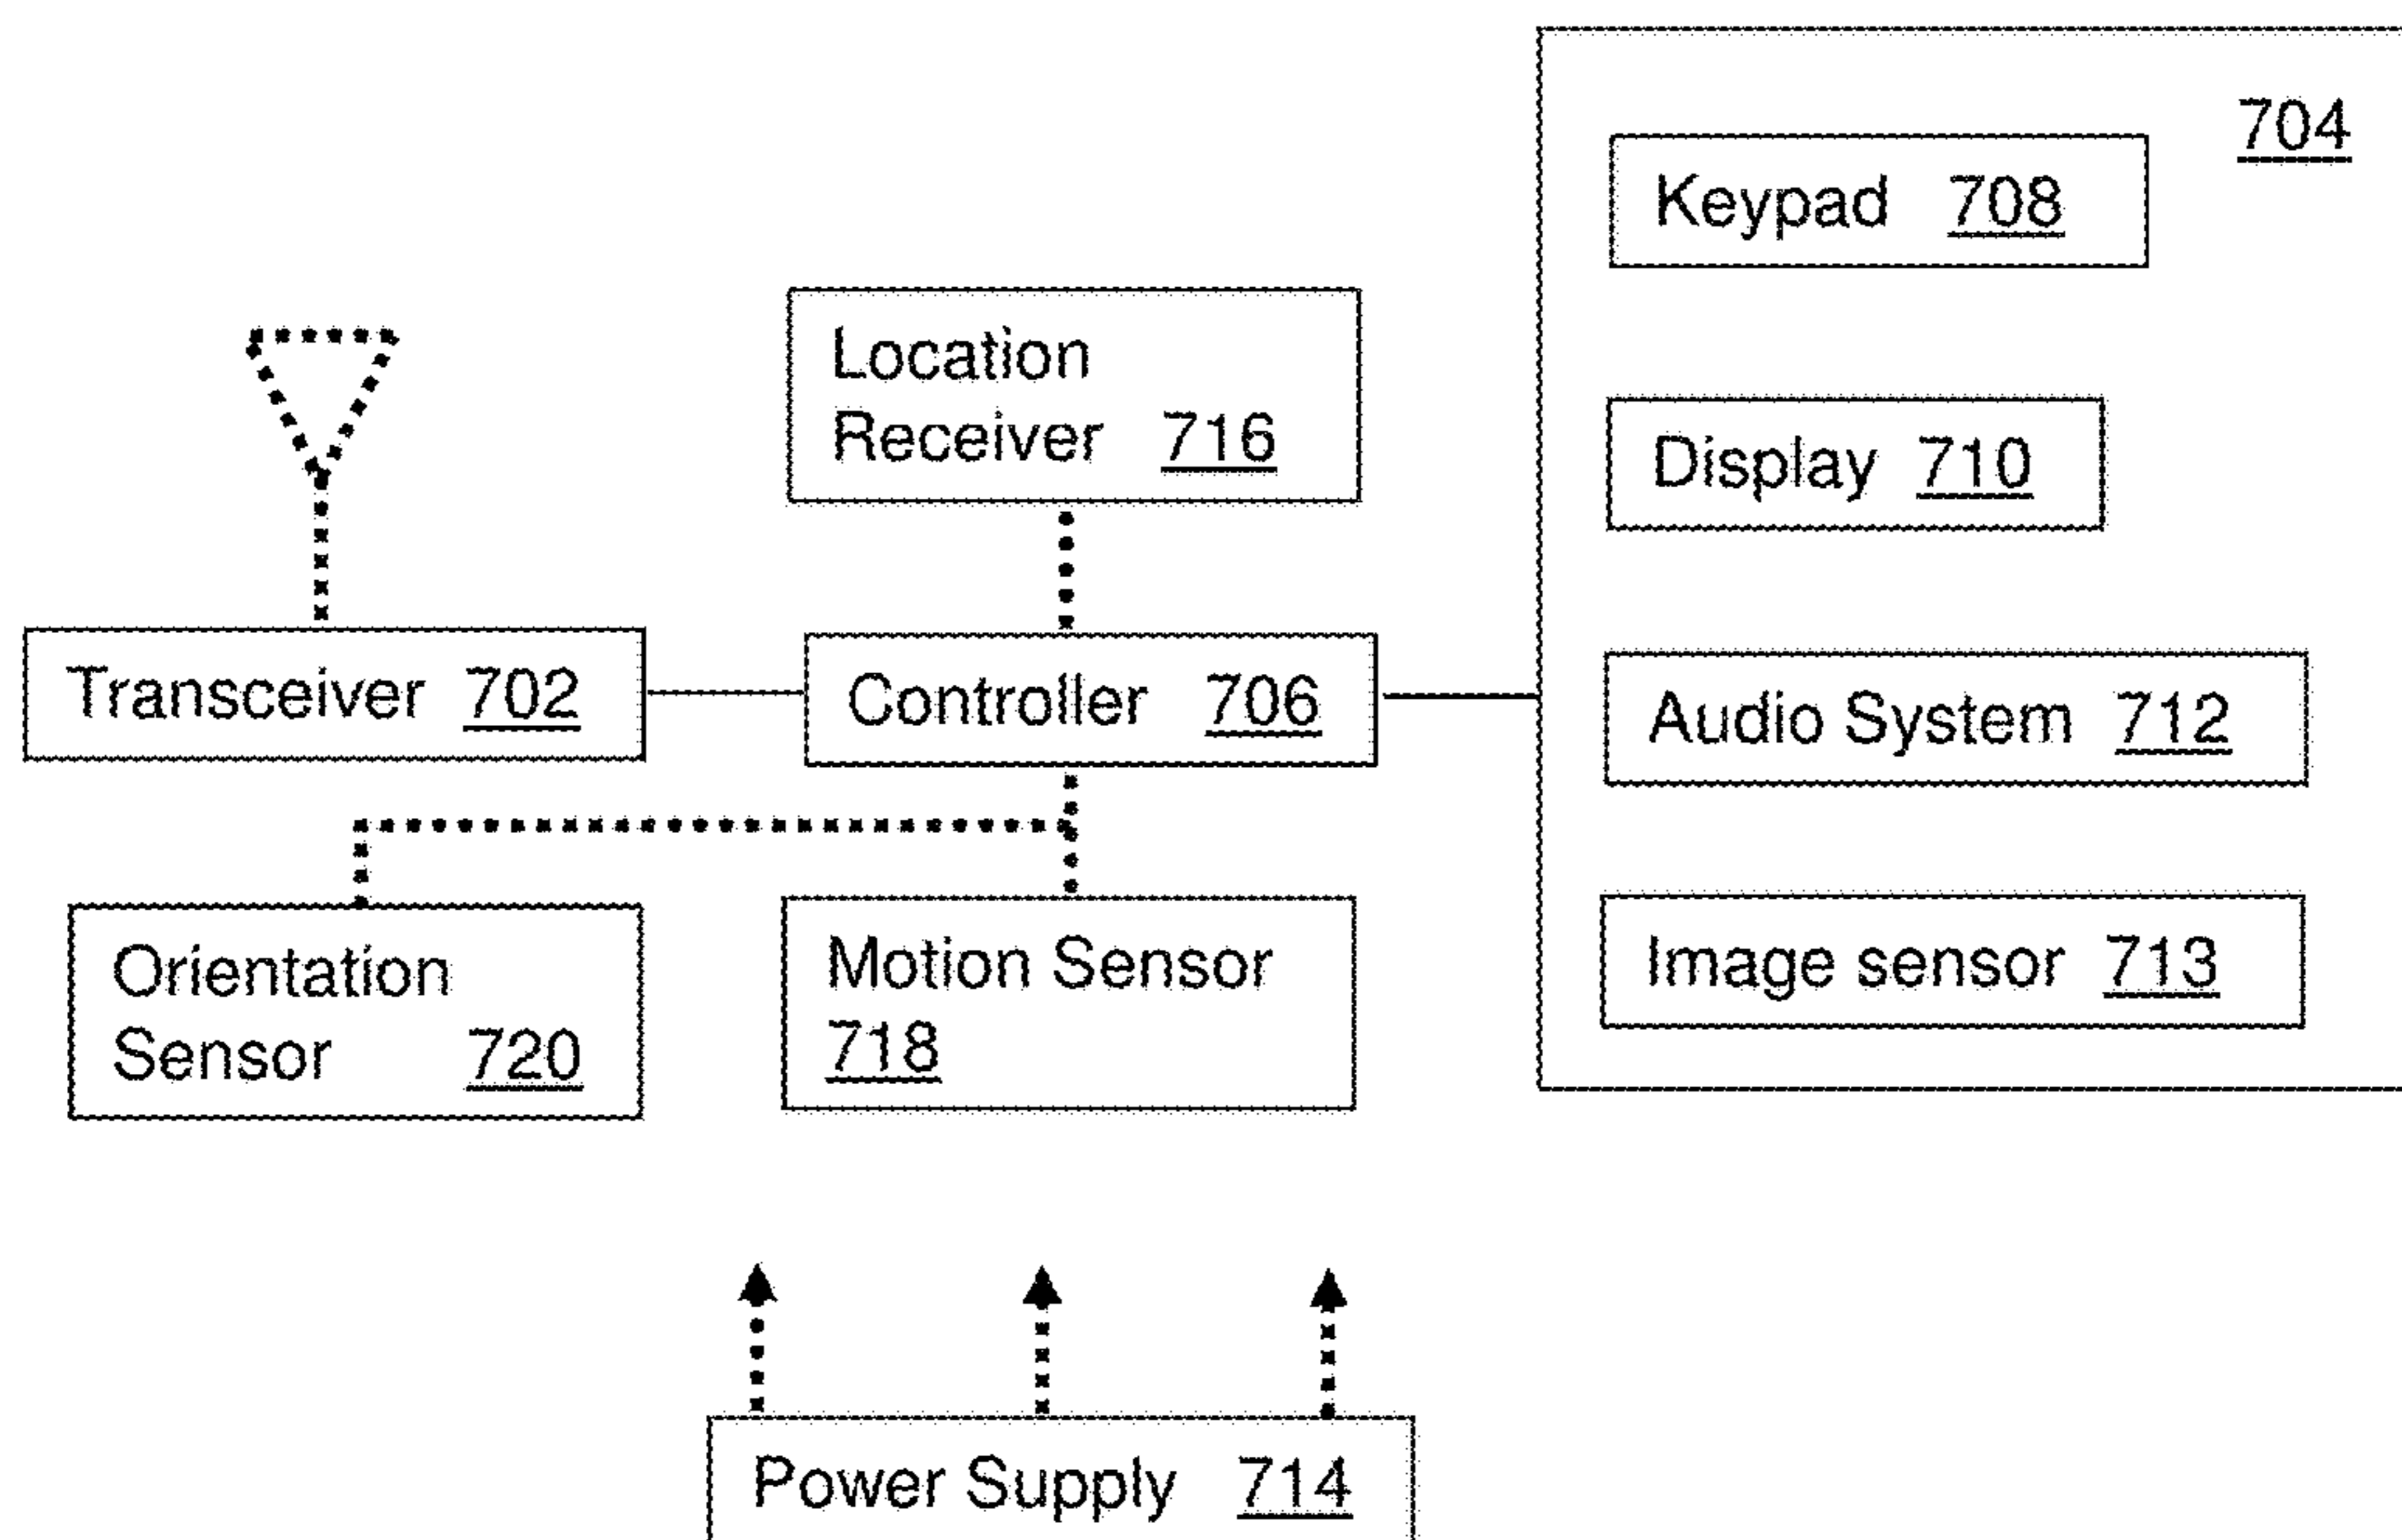 704
Keypad 708
Location
Receiver 716
Display 710
Transceiver 702
Controller 706
Audio System 712
Orientation
Sensor 720
Motion Sensor
718
Image sensor 713
Power Supply 714